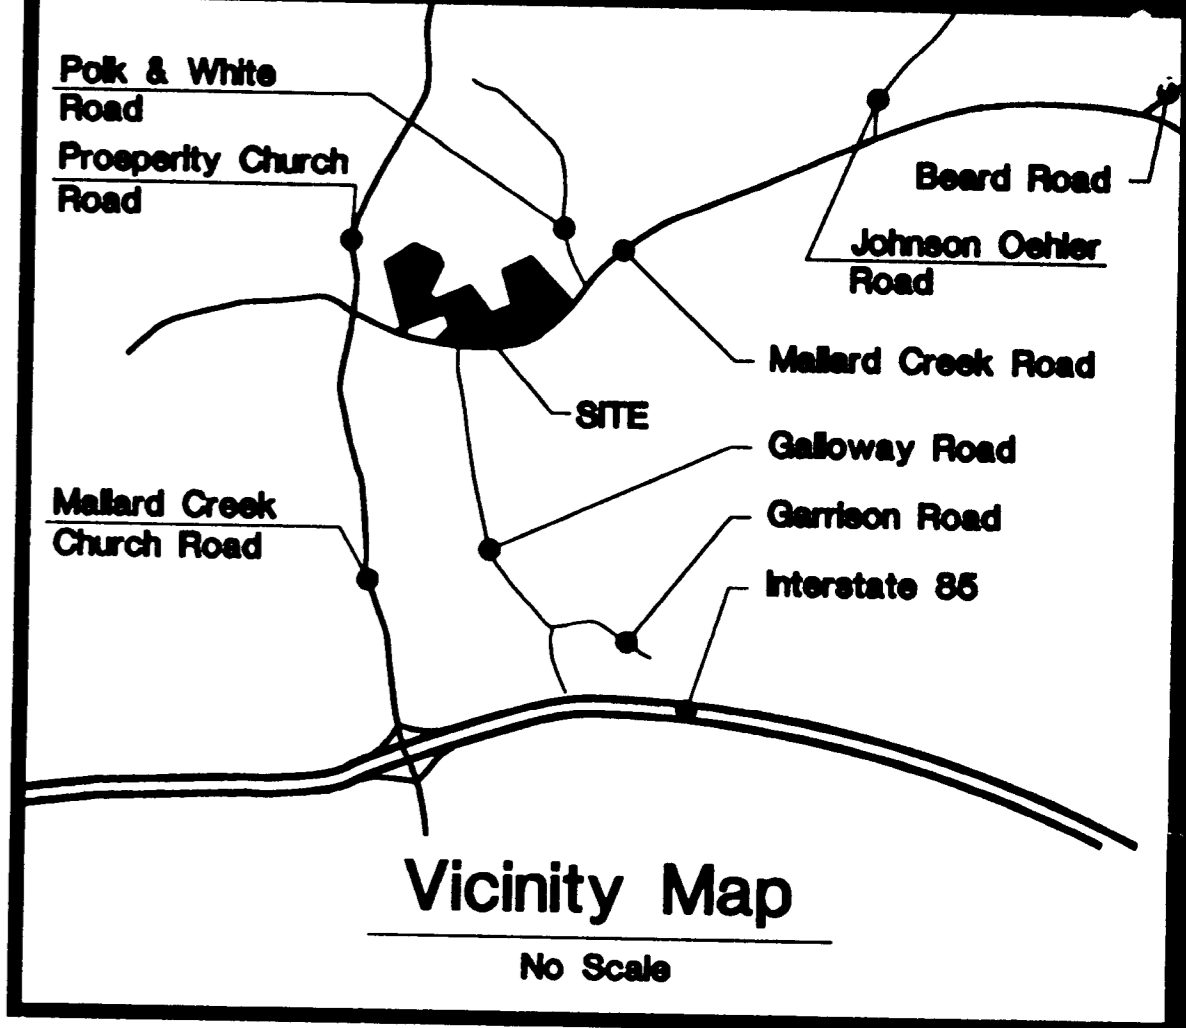 Polk & White
Road
Prosperity Church
Road
Beard Road
Johnson Oehler
Road
Mallard Creek Road
SITE
Galloway Road
Mallard Creek
Church Road
Garrison Road
Interstate 85
Vicinity Map
No Scale